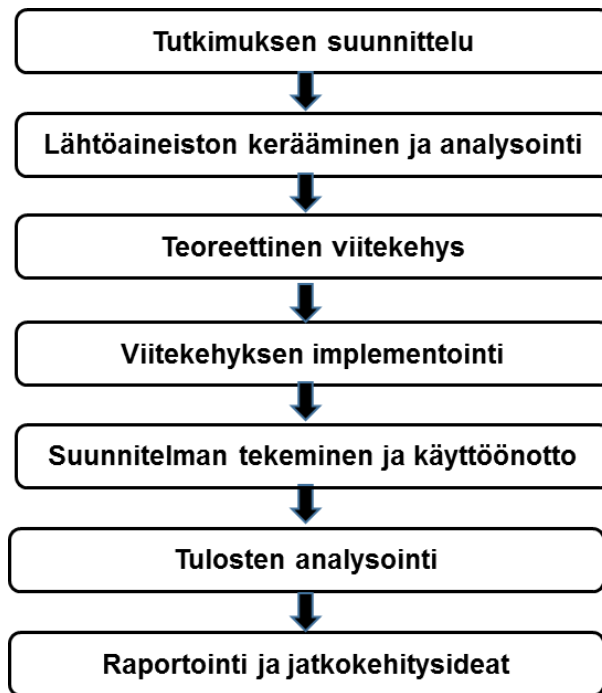 Tutkimuksen suunnittelu
Lähtöaineiston kerääminen ja analysointi
Teoreettinen viitekehys
Viitekehyksen implementointi
Suunnitelman tekeminen ja käyttöönotto
Tulosten analysointi
Raportointi ja jatkokehitysideat